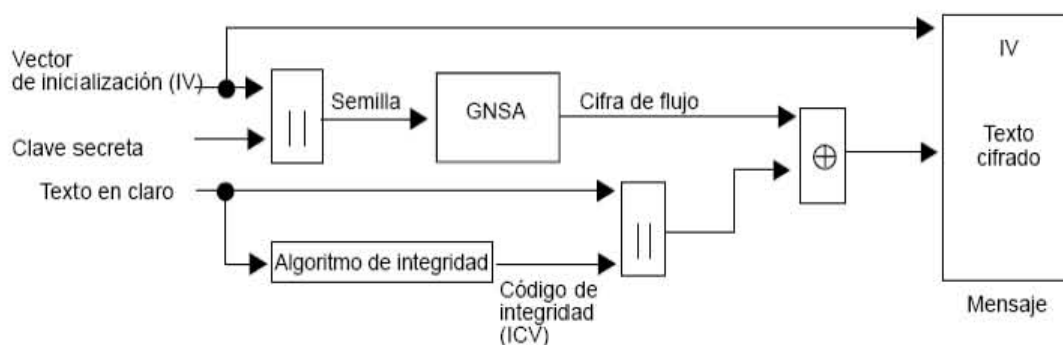 Vector
de inicialización (IV)
Clave secreta
Texto en claro
||
Semilla
GNSA
Cifra de flujo
Algoritmo de integridad
Código de
integridad
(ICV)
||
⊕
IV
Texto
cifrado
Mensaje